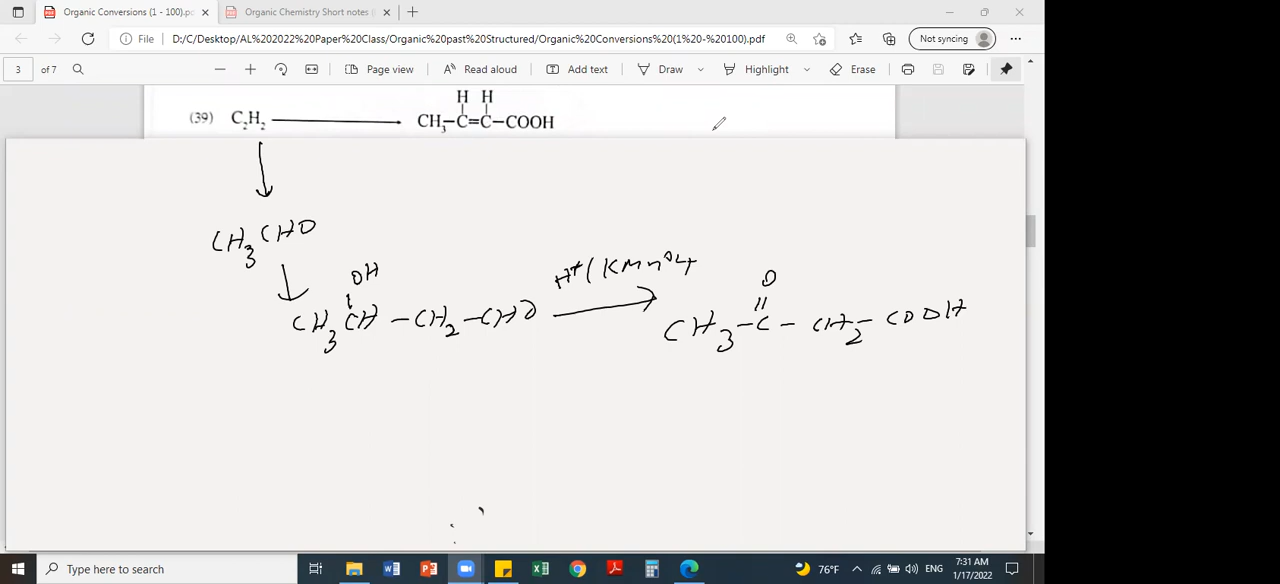 Organic Conversions (1 - 100).pc
Organic Chemistry Short notes (
File
D:/C/Desktop/AL%202022%20Paper%20Class/Organic%20past%20Structured/Organic%20Conversions%20(1%20-%20100).pdf
Not syncing
3 of 7
Page view
Read aloud
Add text
Draw
Highlight
Erase
H H
(39) C₂H₂ ⟶ CH₃–C=C–COOH
↓
CH₃CHO
↓
OH
CH₃CH–CH₂–CHO
H⁺/KMnO₄
→
O
||
CH₃–C–CH₂–COOH
Type here to search
76°F
ENG
7:31 AM
1/17/2022